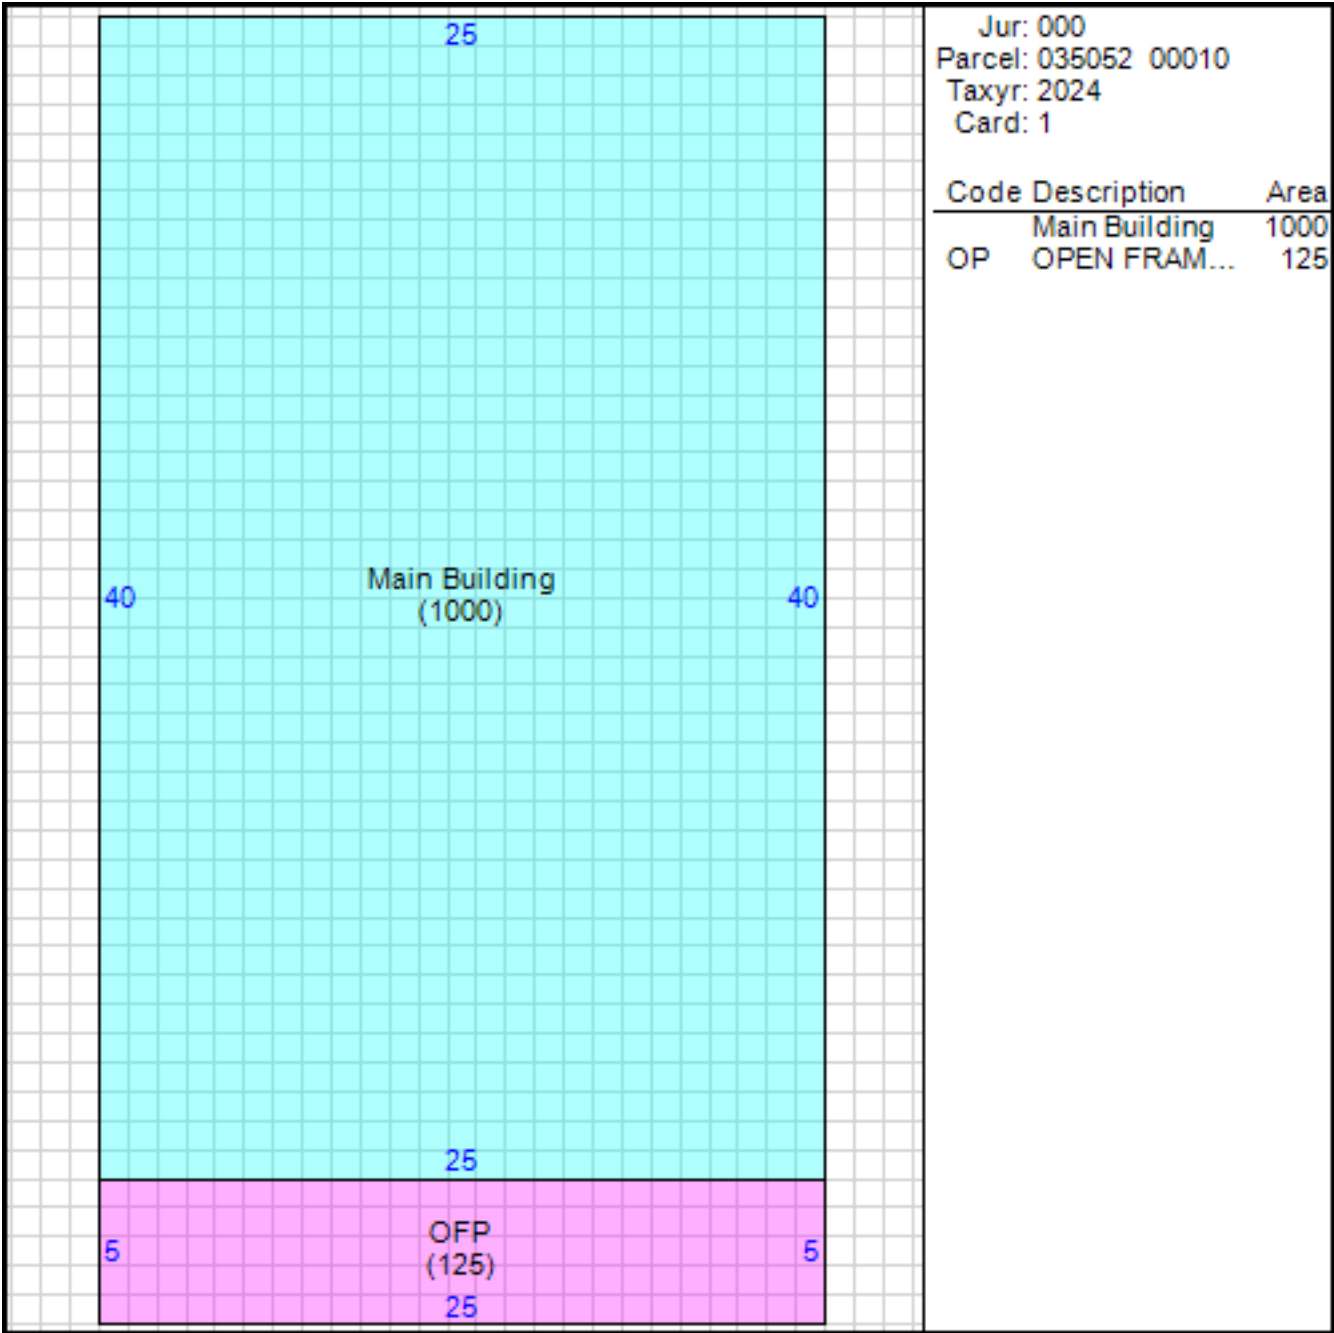 25
40
Main Building
(1000)
40
25
OFP
(125)
5
5
25
Jur: 000
Parcel: 035052 00010
Taxyr: 2024
Card: 1
Code Description Area
Main Building 1000
OP OPEN FRAM... 125